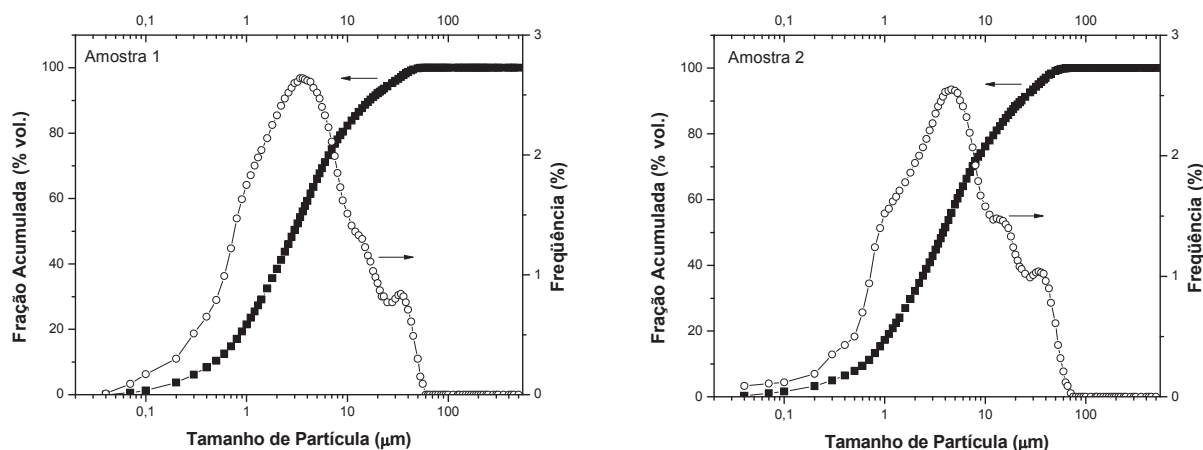 0,1 1 10 100
Amostra 1
Fração Acumulada (% vol.)
100
80
60
40
20
0
3
2
1
0
Freqüência (%)
0,1 1 10 100
Tamanho de Partícula (μm)
0,1 1 10 100
Amostra 2
Fração Acumulada (% vol.)
100
80
60
40
20
0
3
2
1
0
Freqüência (%)
0,1 1 10 100
Tamanho de Partícula (μm)